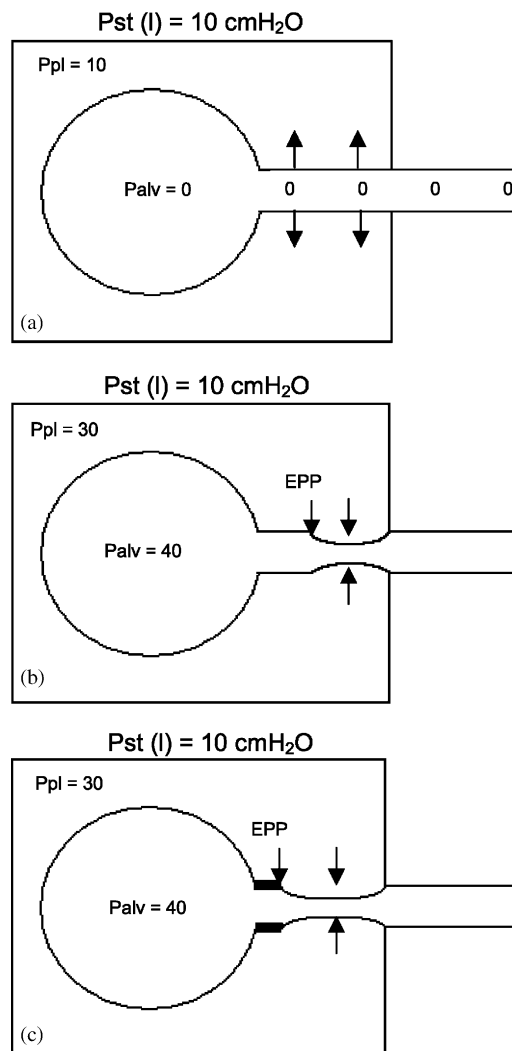 Pst (l) = 10 cmH₂O
Ppl = 10
Palv = 0
0 0 0 0
(a)
Pst (l) = 10 cmH₂O
Ppl = 30
EPP
Palv = 40
(b)
Pst (l) = 10 cmH₂O
Ppl = 30
EPP
Palv = 40
(c)